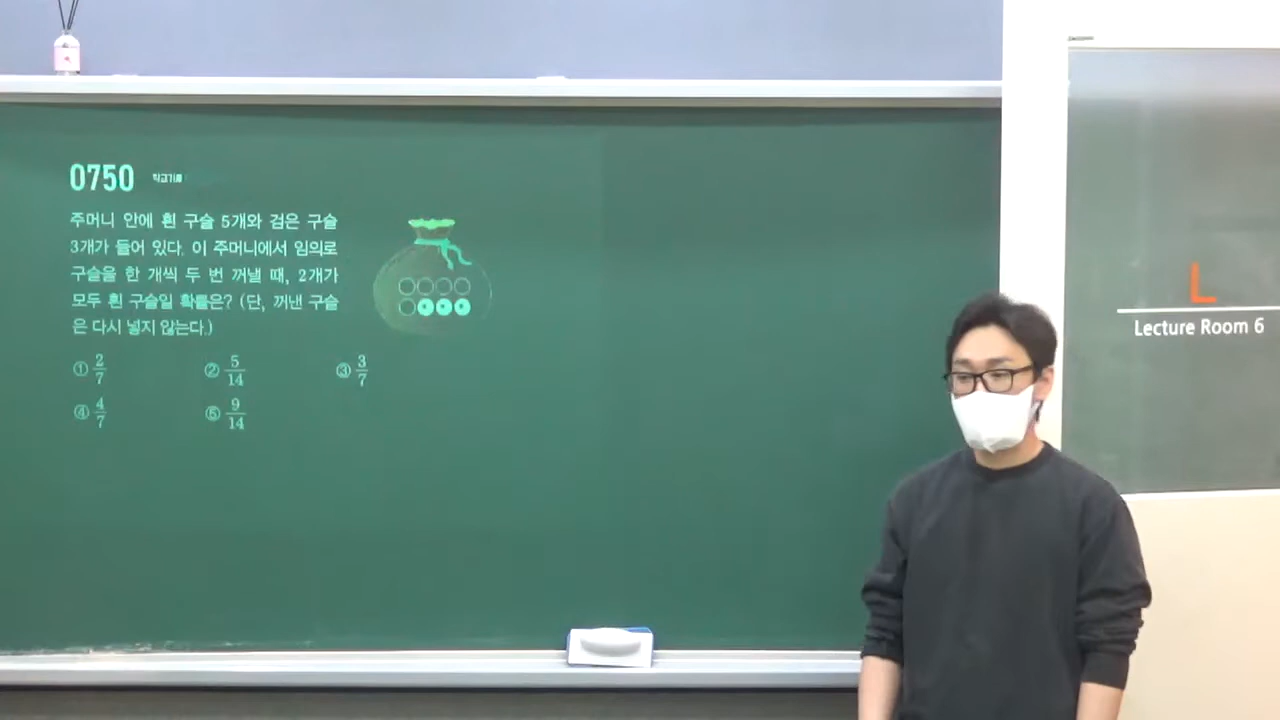 0750 학교기출
주머니 안에 흰 구슬 5개와 검은 구슬
3개가 들어 있다. 이 주머니에서 임의로
구슬을 한 개씩 두 번 꺼낼 때, 2개가
모두 흰 구슬일 확률은? (단, 꺼낸 구슬
은 다시 넣지 않는다.)
① 2/7 ② 5/14 ③ 3/7
④ 4/7 ⑤ 9/14
L
Lecture Room 6